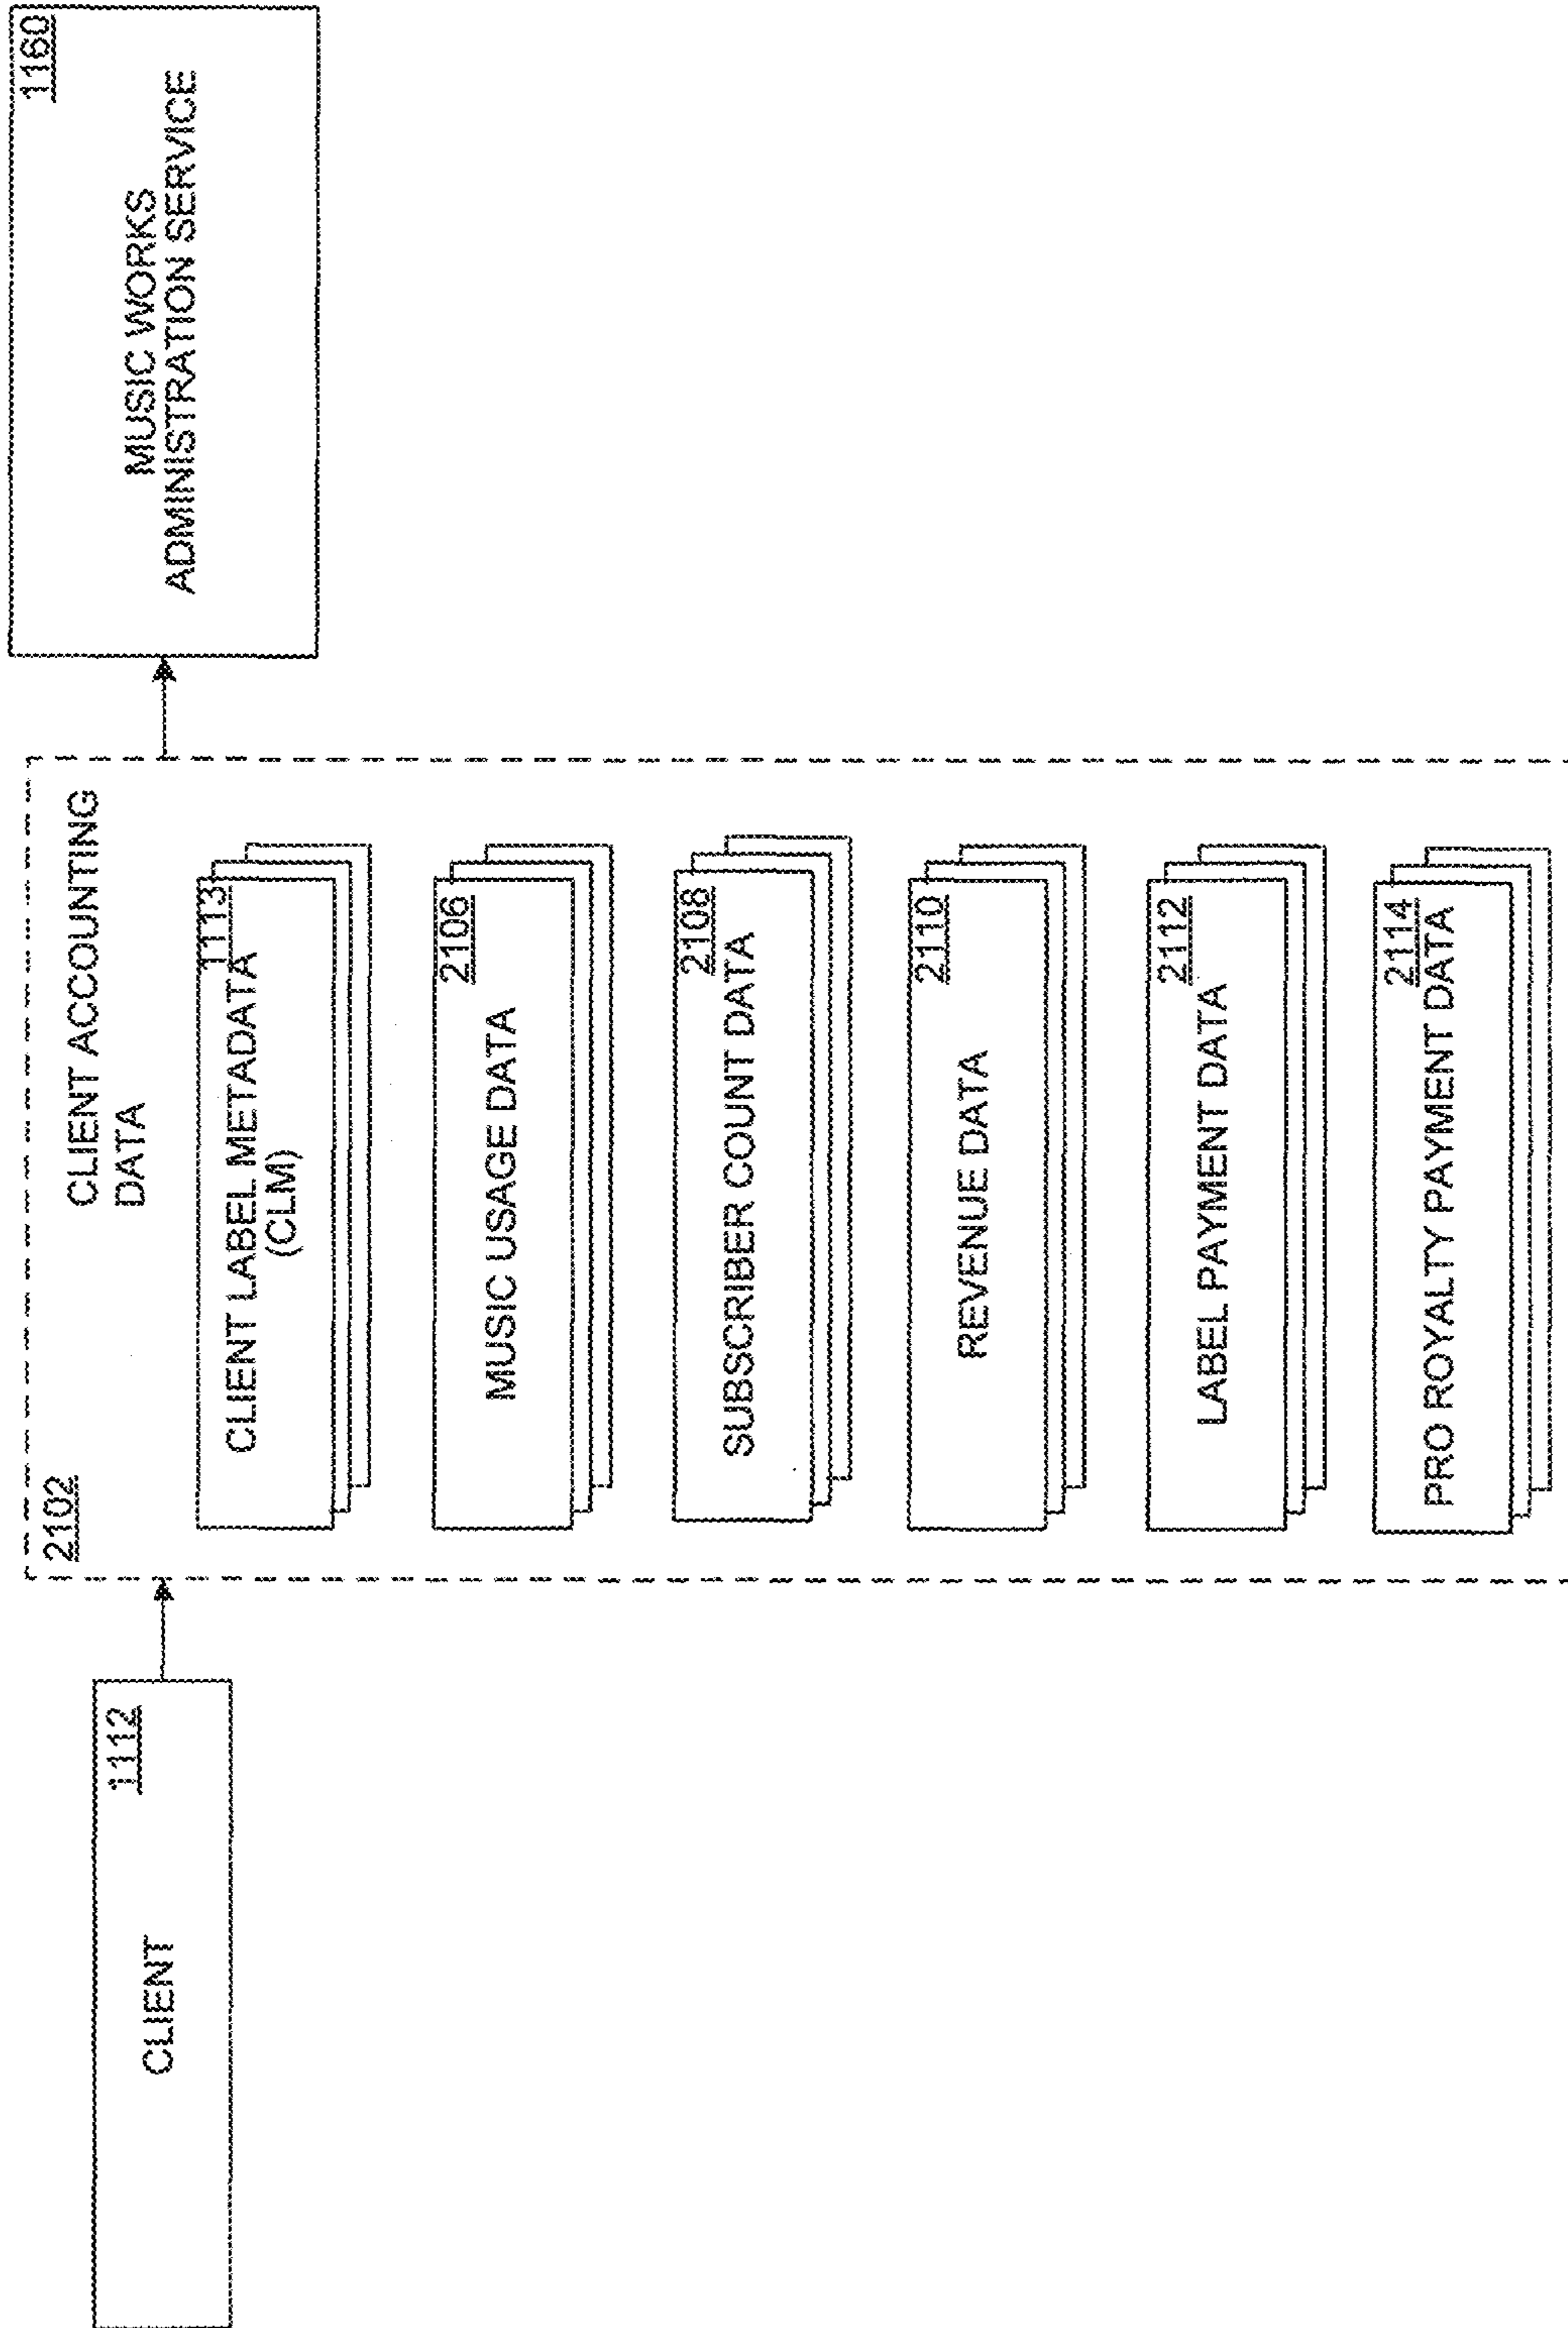 1112
CLIENT
2102
CLIENT ACCOUNTING
DATA
1113
CLIENT LABEL METADATA
(CLM)
2106
MUSIC USAGE DATA
2108
SUBSCRIBER COUNT DATA
2110
REVENUE DATA
2112
LABEL PAYMENT DATA
2114
PRO ROYALTY PAYMENT DATA
1160
MUSIC WORKS
ADMINISTRATION SERVICE